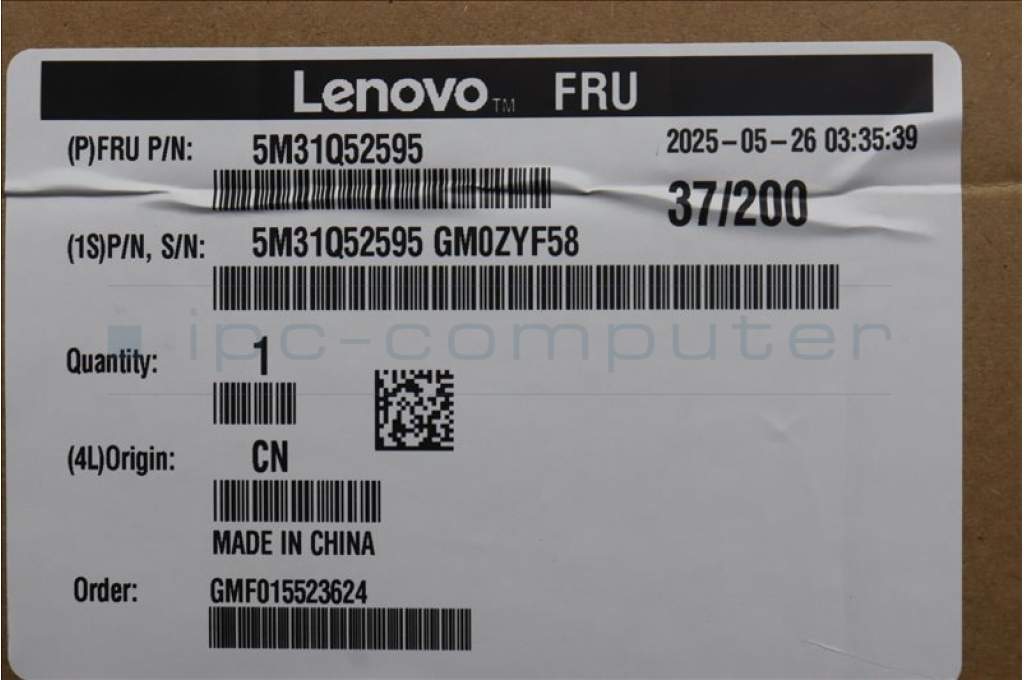 Lenovo™ FRU
(P)FRU P/N: 5M31Q52595 2025-05-26 03:35:39
37/200
(1S)P/N, S/N: 5M31Q52595 GM0ZYF58
ipc-computer
Quantity: 1
(4L)Origin: CN
MADE IN CHINA
Order: GMF015523624